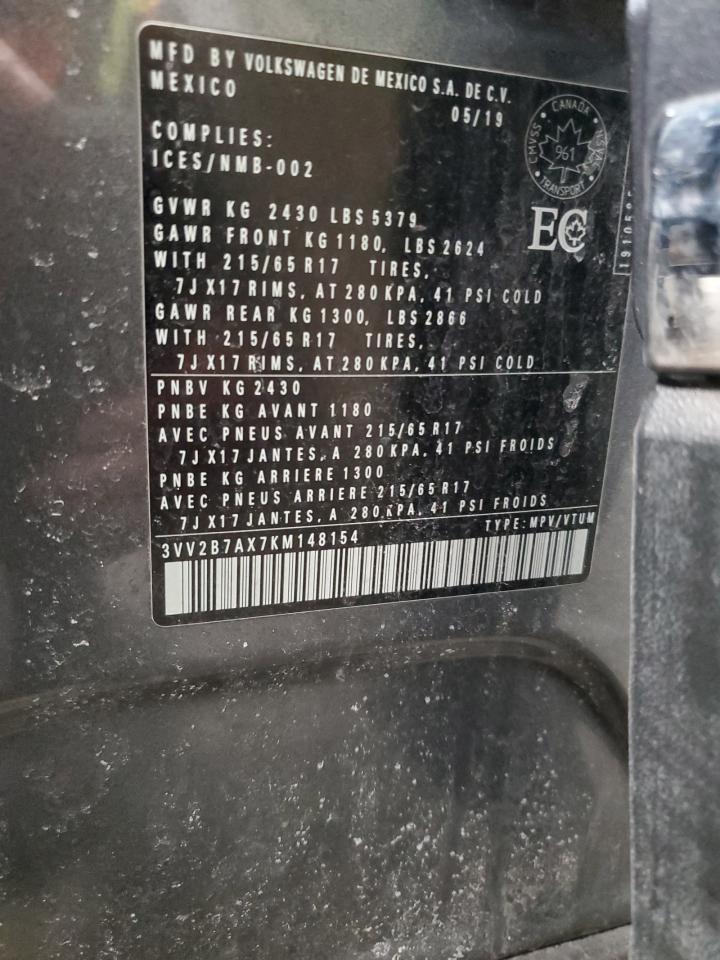 MFD BY VOLKSWAGEN DE MEXICO S.A. DE C.V.
MEXICO
05/19
COMPLIES:
ICES/NMB-002
CANADA
CMVSS
NSVAC
961
TRANSPORT
EC
GVWR KG 2430 LBS 5379
GAWR FRONT KG 1180, LBS 2624
WITH 215/65 R17 TIRES,
7J X17 RIMS, AT 280 KPA, 41 PSI COLD
GAWR REAR KG 1300, LBS 2866
WITH 215/65 R17 TIRES,
7J X17 RIMS, AT 280 KPA, 41 PSI COLD
PNBV KG 2430
PNBE KG AVANT 1180
AVEC PNEUS AVANT 215/65 R17
7J X17 JANTES, A 280 KPA, 41 PSI FROIDS
PNBE KG ARRIERE 1300
AVEC PNEUS ARRIERE 215/65 R17
7J X17 JANTES, A 280 KPA, 41 PSI FROIDS
3VV2B7AX7KM148154
TYPE: MPV/VTUM